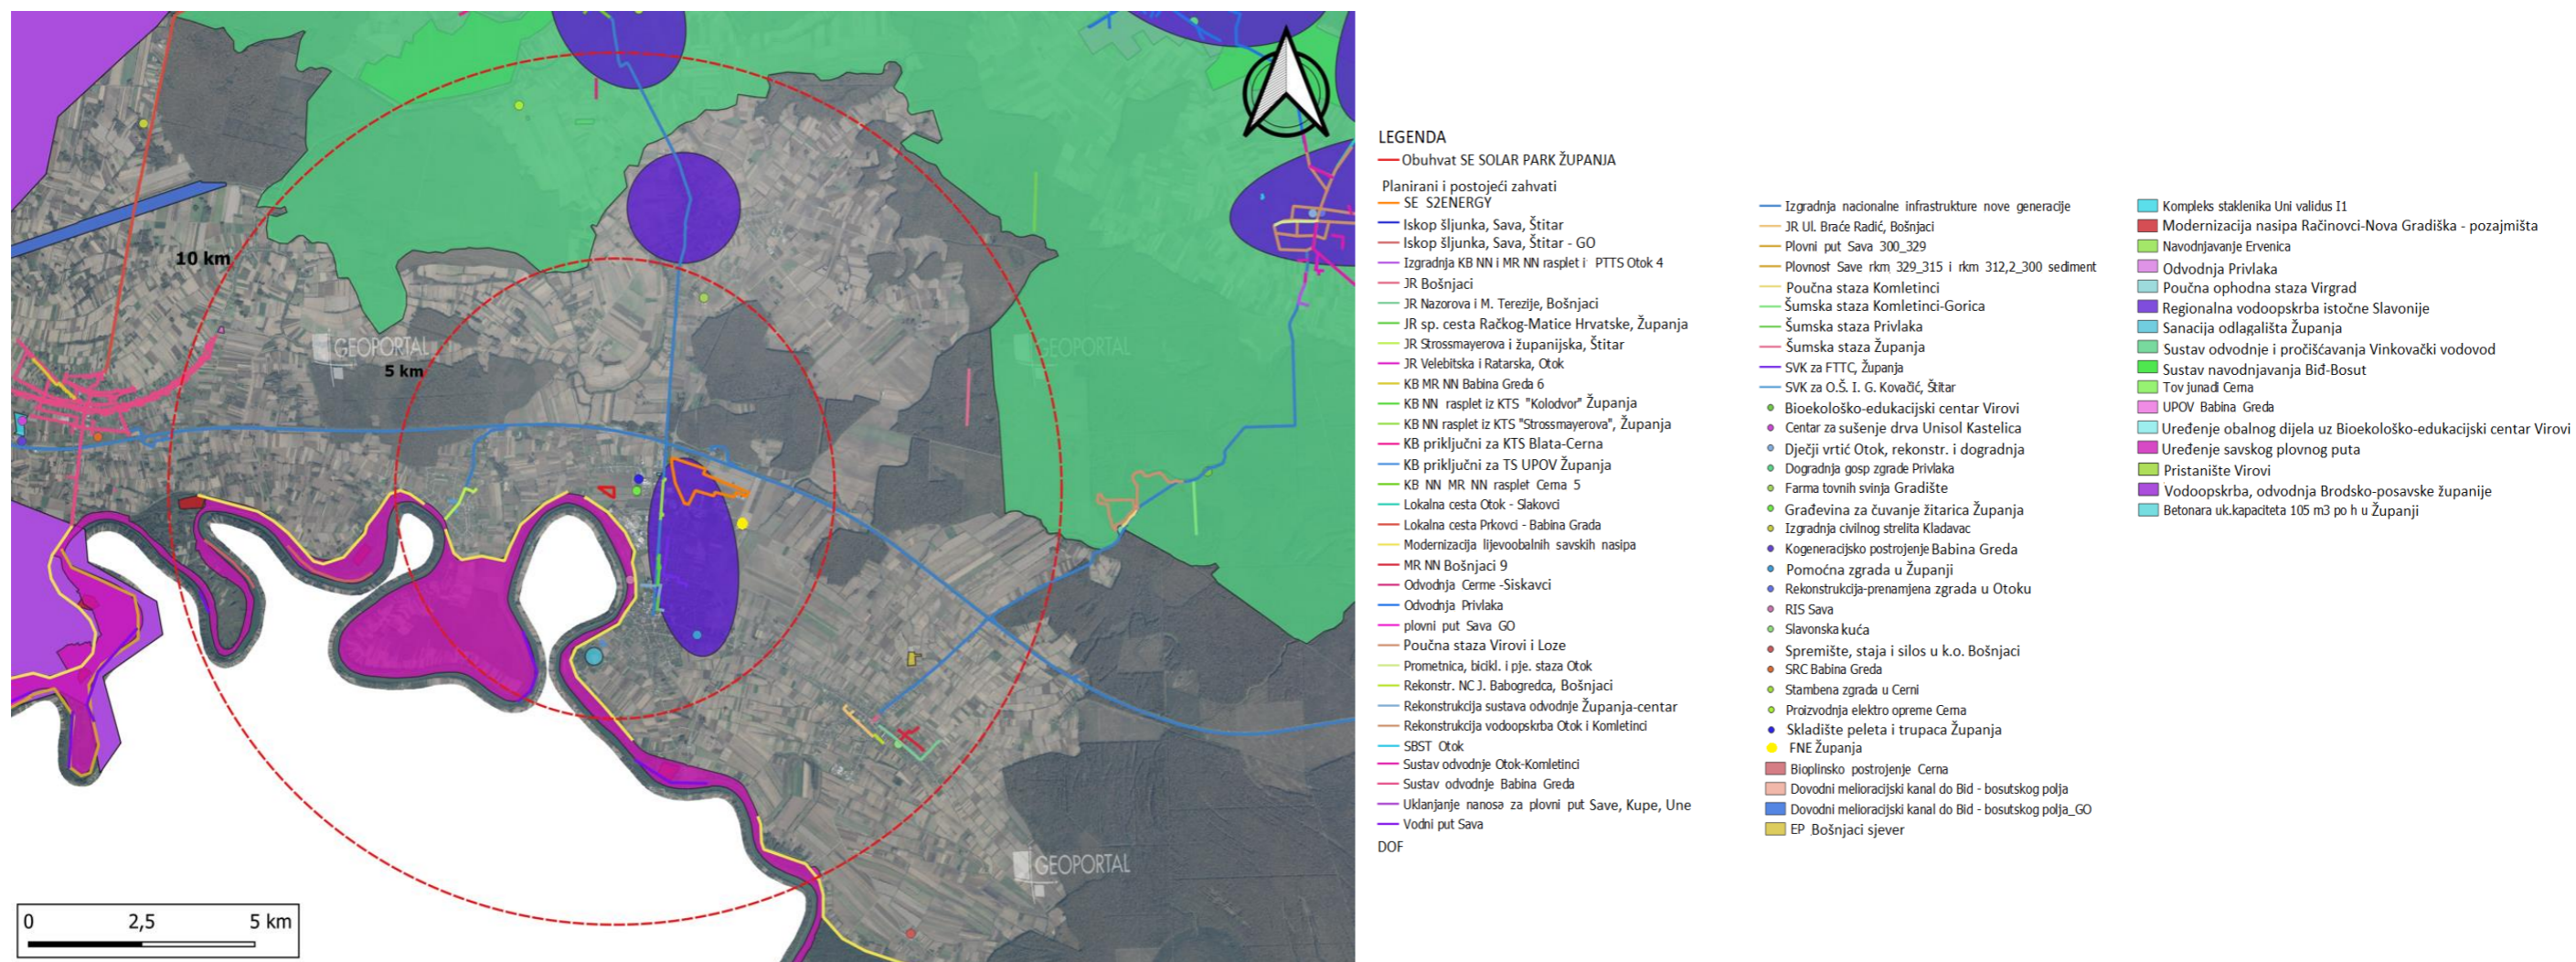 10 km
GEOPORTAL
GEOPORTAL
5 km
GEOPORTAL
0 2,5 5 km
LEGENDA
Obuhvat SE SOLAR PARK ŽUPANJA
Planirani i postojeći zahvati
SE S2ENERGY
Iskop šljunka, Sava, Štitar
Iskop šljunka, Sava, Štitar - GO
Izgradnja KB NN i MR NN rasplet i PTTS Otok 4
JR Bošnjaci
JR Nazorova i M. Terezije, Bošnjaci
JR sp. cesta Račkog-Matice Hrvatske, Županja
JR Strossmayerova i županijska, Štitar
JR Velebitska i Ratarska, Otok
KB MR NN Babina Greda 6
KB NN rasplet iz KTS "Kolodvor" Županja
KB NN rasplet iz KTS "Strossmayerova", Županja
KB priključni za KTS Blata-Cerna
KB priključni za TS UPOV Županja
KB NN MR NN rasplet Cerna 5
Lokalna cesta Otok - Slakovci
Lokalna cesta Prkovci - Babina Grada
Modernizacija lijevoobalnih savskih nasipa
MR NN Bošnjaci 9
Odvodnja Cerme -Siskavci
Odvodnja Privlaka
plovni put Sava GO
Poučna staza Virovi i Loze
Prometnica, bicikl. i pje. staza Otok
Rekonstr. NC J. Babogredca, Bošnjaci
Rekonstrukcija sustava odvodnje Županja-centar
Rekonstrukcija vodoopskrba Otok i Komletinci
SBST Otok
Sustav odvodnje Otok-Komletinci
Sustav odvodnje Babina Greda
Uklanjanje nanosa za plovni put Save, Kupe, Une
Vodni put Sava
DOF
Izgradnja nacionalne infrastrukture nove generacije
JR Ul. Braće Radić, Bošnjaci
Plovni put Sava 300_329
Plovnost Save rkm 329_315 i rkm 312,2_300 sediment
Poučna staza Komletinci
Šumska staza Komletinci-Gorica
Šumska staza Privlaka
Šumska staza Županja
SVK za FTTC, Županja
SVK za O.Š. I. G. Kovačić, Štitar
Bioekološko-edukacijski centar Virovi
Centar za sušenje drva Unisol Kastelica
Dječji vrtić Otok, rekonstr. i dogradnja
Dogradnja gosp zgrade Privlaka
Farma tovnih svinja Gradište
Građevina za čuvanje žitarica Županja
Izgradnja civilnog strelita Kladavac
Kogeneracijsko postrojenje Babina Greda
Pomoćna zgrada u Županji
Rekonstrukcija-prenamjena zgrada u Otoku
RIS Sava
Slavonska kuća
Spremište, staja i silos u k.o. Bošnjaci
SRC Babina Greda
Stambena zgrada u Cerni
Proizvodnja elektro opreme Cerna
Skladište peleta i trupaca Županja
FNE Županja
Bioplinsko postrojenje Cerna
Dovodni melioracijski kanal do Bid - bosutskog polja
Dovodni melioracijski kanal do Bid - bosutskog polja_GO
EP Bošnjaci sjever
Kompleks staklenika Uni validus I1
Modernizacija nasipa Račinovci-Nova Gradiška - pozajmišta
Navodnjavanje Ervenica
Odvodnja Privlaka
Poučna ophodna staza Virgrad
Regionalna vodoopskrba istočne Slavonije
Sanacija odlagališta Županja
Sustav odvodnje i pročišćavanja Vinkovački vodovod
Sustav navodnjavanja Biđ-Bosut
Tov junadi Cerna
UPOV Babina Greda
Uređenje obalnog dijela uz Bioekološko-edukacijski centar Virovi
Uređenje savskog plovnog puta
Pristanište Virovi
Vodoopskrba, odvodnja Brodsko-posavske županije
Betonara uk.kapaciteta 105 m3 po h u Županji